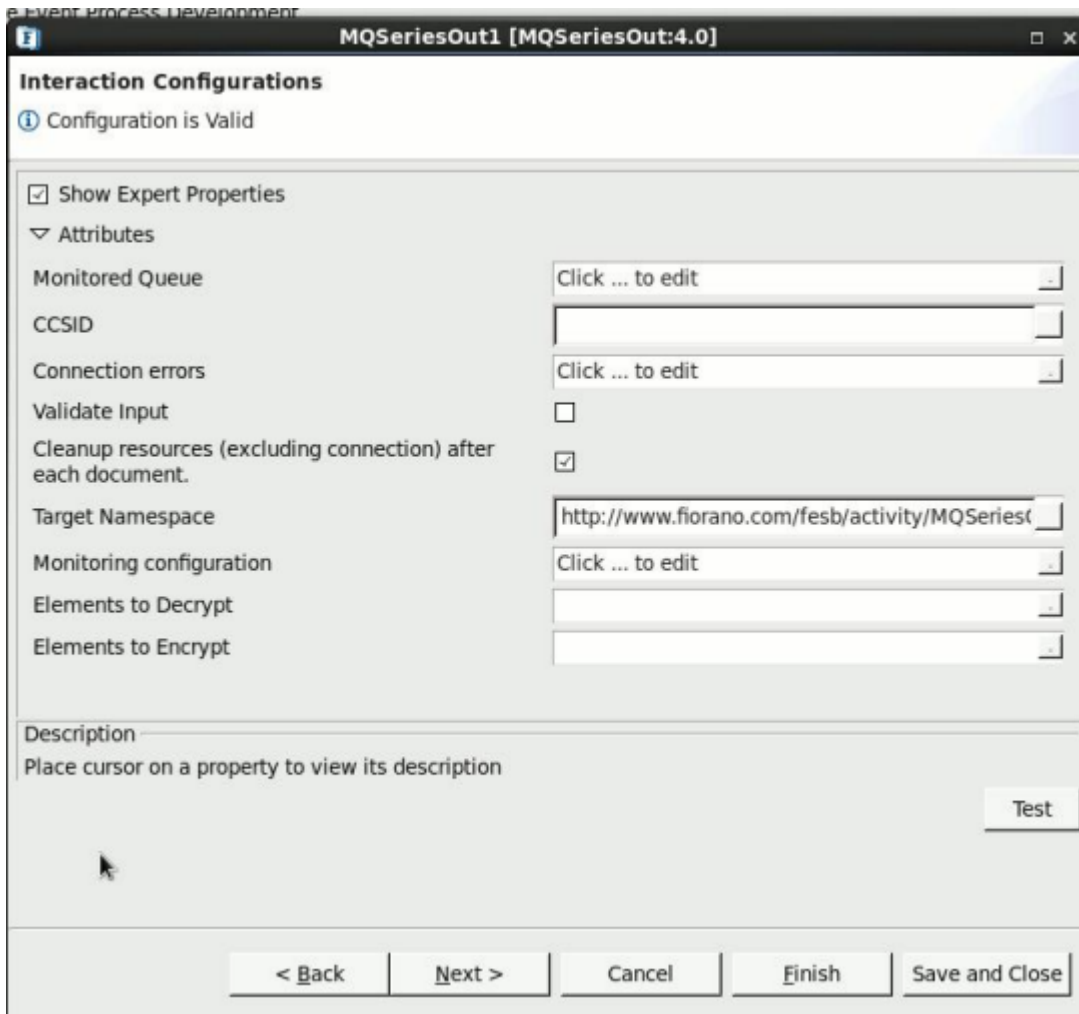 e Event Process Development
MQSeriesOut1 [MQSeriesOut:4.0]
Interaction Configurations
Configuration is Valid
Show Expert Properties
Attributes
Monitored Queue
Click ... to edit
CCSID
Connection errors
Click ... to edit
Validate Input
Cleanup resources (excluding connection) after
each document.
Target Namespace
http://www.fiorano.com/fesb/activity/MQSeries
Monitoring configuration
Click ... to edit
Elements to Decrypt
Elements to Encrypt
Description
Place cursor on a property to view its description
Test
< Back
Next >
Cancel
Finish
Save and Close